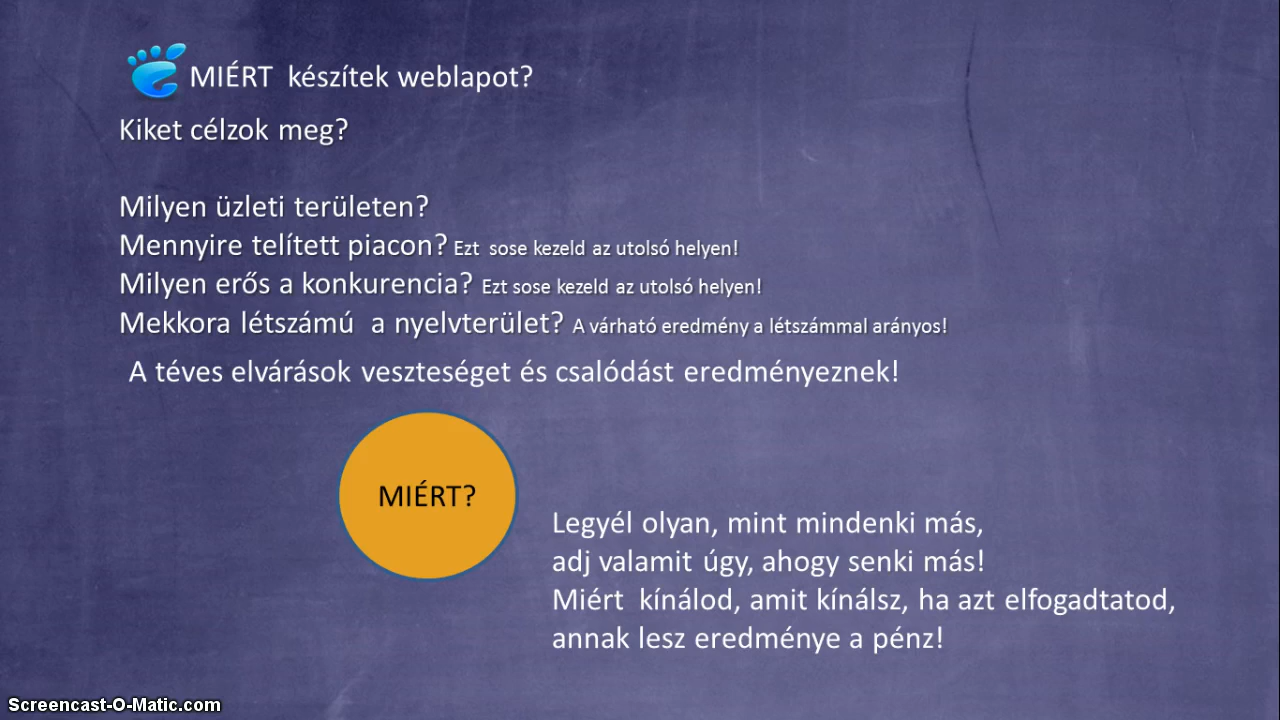 MIÉRT készítek weblapot?
Kiket célzok meg?
Milyen üzleti területen?
Mennyire telített piacon? Ezt sose kezeld az utolsó helyen!
Milyen erős a konkurencia? Ezt sose kezeld az utolsó helyen!
Mekkora létszámú a nyelvterület? A várható eredmény a létszámmal arányos!
A téves elvárások veszteséget és csalódást eredményeznek!
MIÉRT?
Legyél olyan, mint mindenki más,
adj valamit úgy, ahogy senki más!
Miért kínálod, amit kínálsz, ha azt elfogadtatod,
annak lesz eredménye a pénz!
Screencast-O-Matic.com